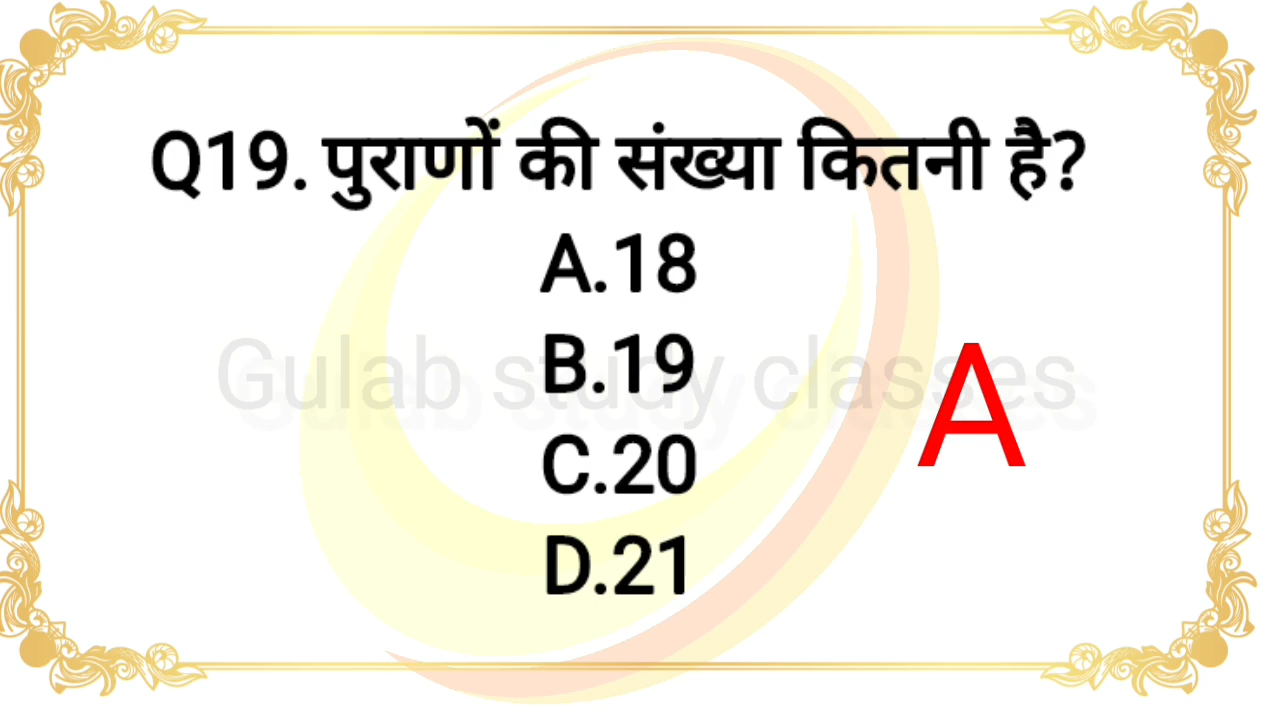 Q19. पुराणों की संख्या कितनी है?
A.18
B.19
Gulab study classes
A
C.20
D.21